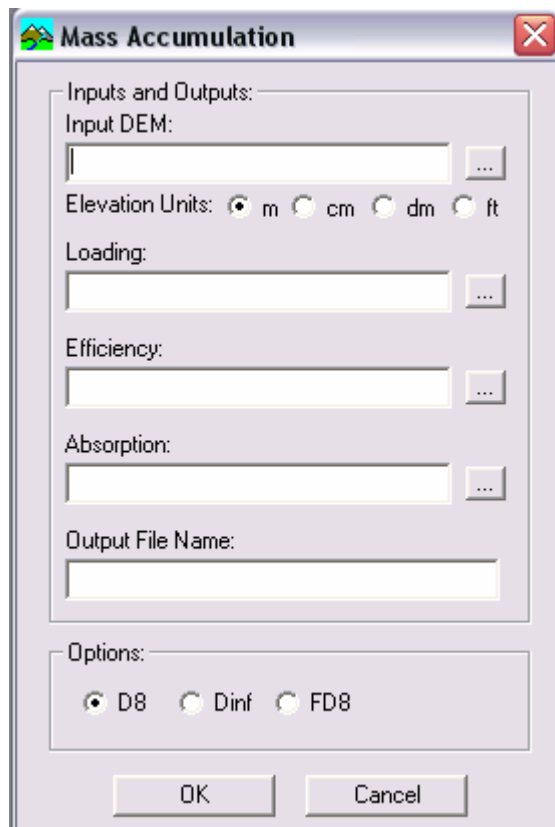 Mass Accumulation
Inputs and Outputs:
Input DEM:
...
Elevation Units: m cm dm ft
Loading:
...
Efficiency:
...
Absorption:
...
Output File Name:
Options:
D8 Dinf FD8
OK Cancel